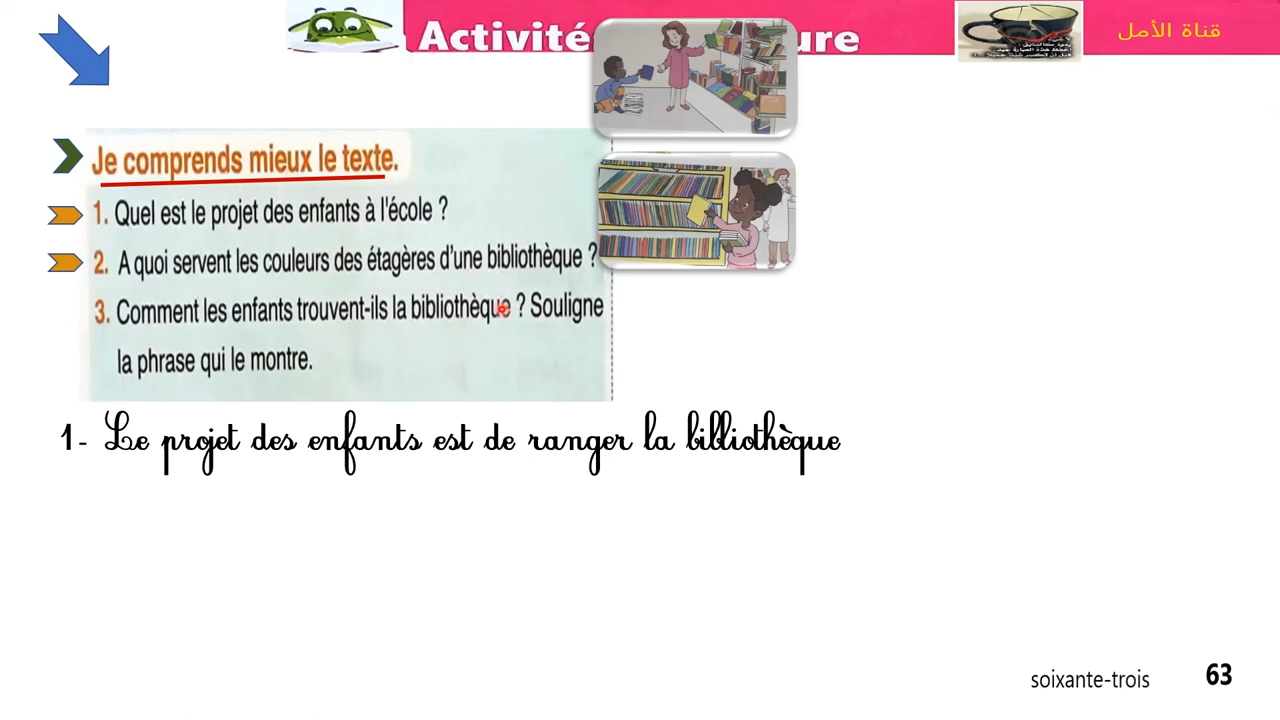 Activité ure
قناة الأمل
Je comprends mieux le texte.
1. Quel est le projet des enfants à l'école ?
2. A quoi servent les couleurs des étagères d'une bibliothèque ?
3. Comment les enfants trouvent-ils la bibliothèque ? Souligne
la phrase qui le montre.
1- Le projet des enfants est de ranger la bibliothèque
soixante-trois 63